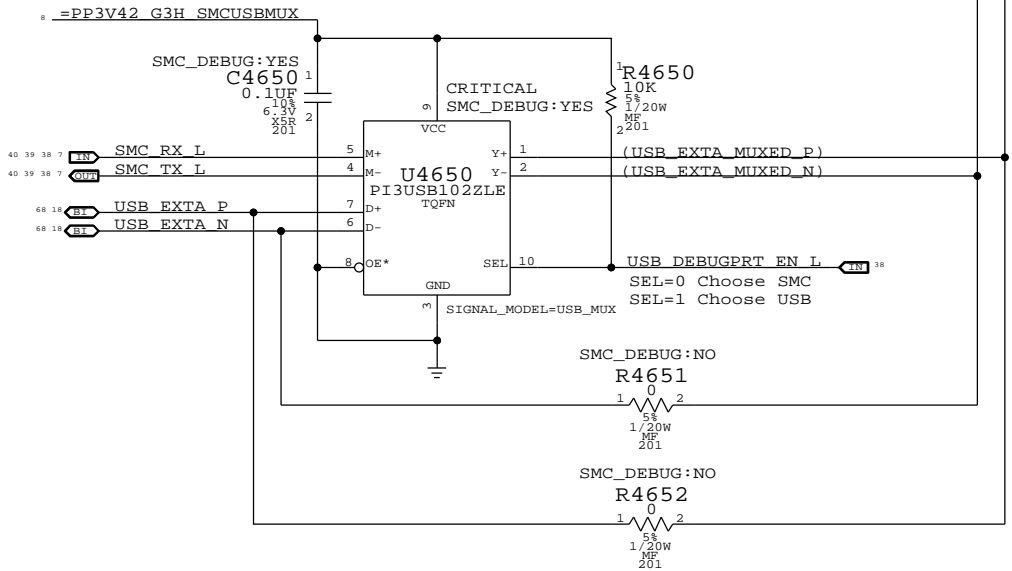 8 =PP3V42_G3H_SMCUSBMUX
SMC_DEBUG:YES
C4650 1
0.1UF
10%
6.3V
X5R
201
2
CRITICAL
SMC_DEBUG:YES
1
R4650
10K
5%
1/20W
MF
201
2
9
VCC
40 39 38 7 IN SMC_RX_L 5 M+
40 39 38 7 OUT SMC_TX_L 4 M-
68 18 BI USB_EXTA_P 7 D+
68 18 BI USB_EXTA_N 6 D-
8 OE*
U4650
PI3USB102ZLE
TQFN
Y+ 1 (USB_EXTA_MUXED_P)
Y- 2 (USB_EXTA_MUXED_N)
SEL 10 USB_DEBUGPRT_EN_L IN 38
SEL=0 Choose SMC
SEL=1 Choose USB
GND
3
SIGNAL_MODEL=USB_MUX
SMC_DEBUG:NO
R4651
0
1 2
5%
1/20W
MF
201
SMC_DEBUG:NO
R4652
0
1 2
5%
1/20W
MF
201